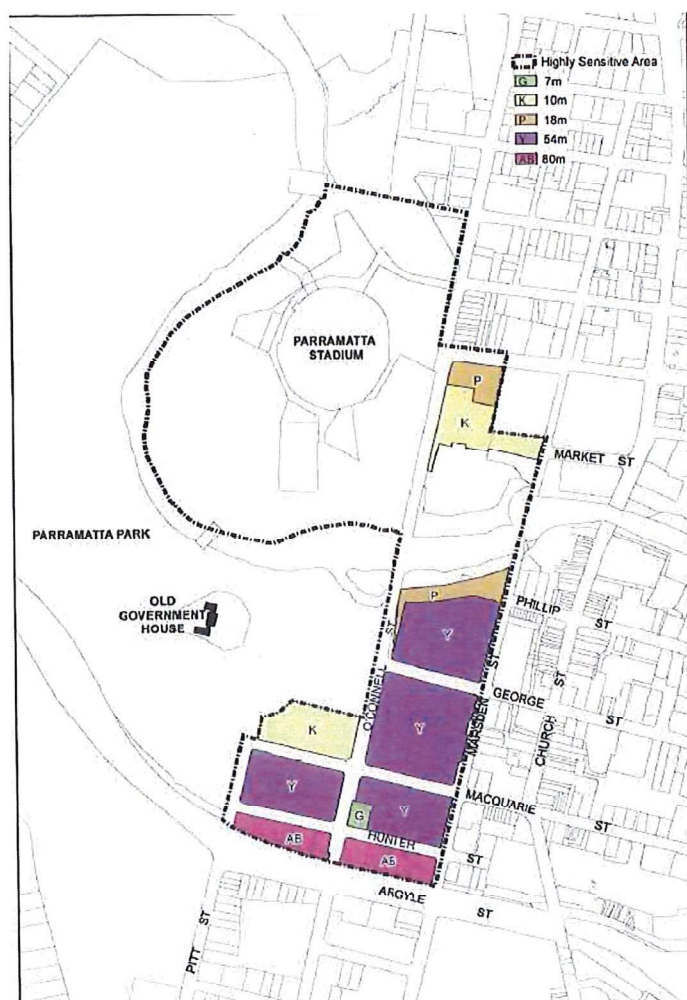 Highly Sensitive Area
G 7m
K 10m
P 18m
Y 54m
AB 80m
PARRAMATTA
STADIUM
P
K
MARKET ST
PARRAMATTA PARK
OLD
GOVERNMENT
HOUSE
P
PHILLIP ST
Y
O'CONNELL ST
GEORGE ST
Y
MARSDEN ST
CHURCH ST
K
Y
MACQUARIE ST
G
Y
HUNTER ST
AB
AB
ARGYLE ST
PITT ST